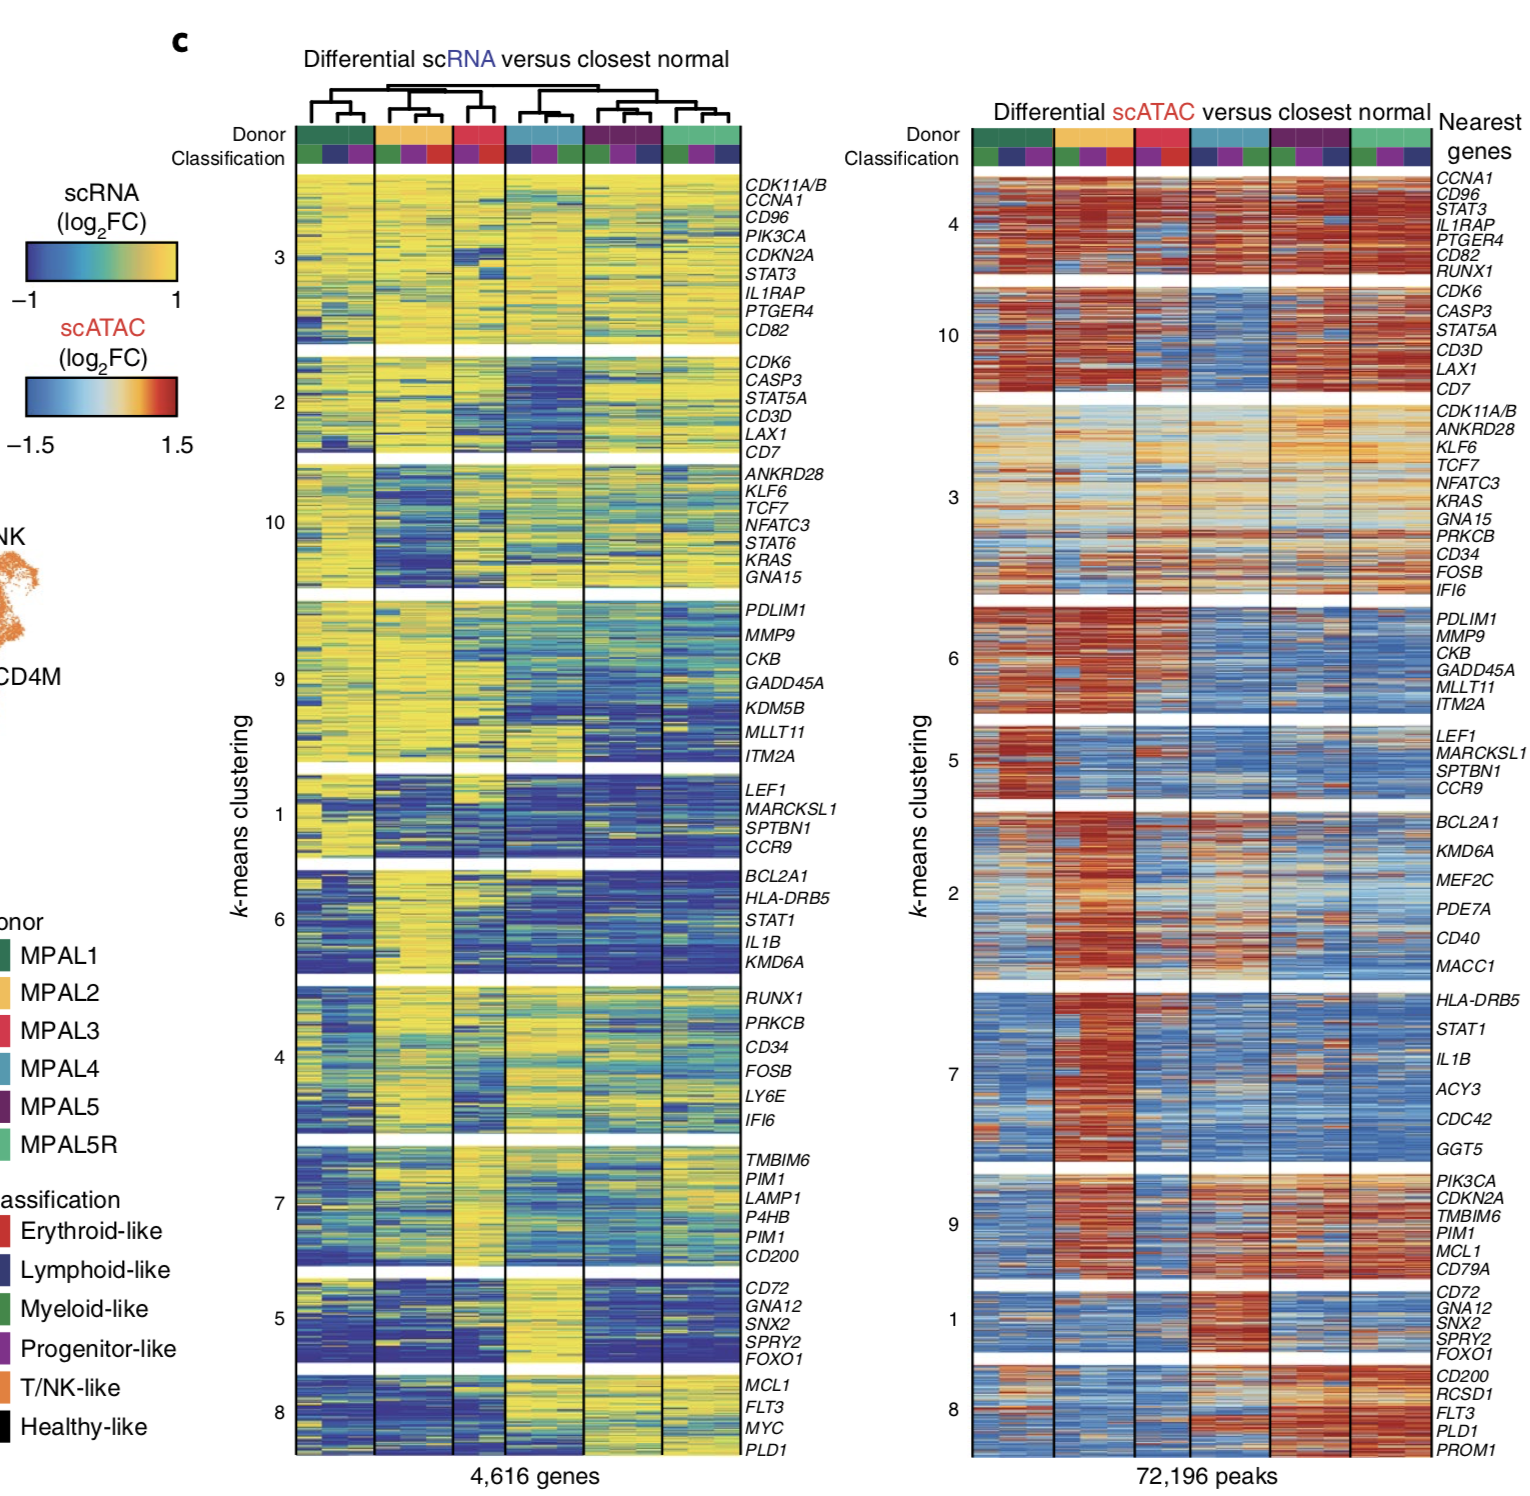 c
Differential scRNA versus closest normal
Donor
Classification
scRNA
(log2FC)
−1 1
scATAC
(log2FC)
−1.5 1.5
NK
CD4M
onor
MPAL1
MPAL2
MPAL3
MPAL4
MPAL5
MPAL5R
assification
Erythroid-like
Lymphoid-like
Myeloid-like
Progenitor-like
T/NK-like
Healthy-like
k-means clustering
3
CDK11A/B
CCNA1
CD96
PIK3CA
CDKN2A
STAT3
IL1RAP
PTGER4
CD82
2
CDK6
CASP3
STAT5A
CD3D
LAX1
CD7
10
ANKRD28
KLF6
TCF7
NFATC3
STAT6
KRAS
GNA15
9
PDLIM1
MMP9
CKB
GADD45A
KDM5B
MLLT11
ITM2A
1
LEF1
MARCKSL1
SPTBN1
CCR9
6
BCL2A1
HLA-DRB5
STAT1
IL1B
KMD6A
4
RUNX1
PRKCB
CD34
FOSB
LY6E
IFI6
7
TMBIM6
PIM1
LAMP1
P4HB
PIM1
CD200
5
CD72
GNA12
SNX2
SPRY2
FOXO1
8
MCL1
FLT3
MYC
PLD1
4,616 genes
Differential scATAC versus closest normal
Nearest
genes
Donor
Classification
k-means clustering
4
CCNA1
CD96
STAT3
IL1RAP
PTGER4
CD82
RUNX1
10
CDK6
CASP3
STAT5A
CD3D
LAX1
CD7
3
CDK11A/B
ANKRD28
KLF6
TCF7
NFATC3
KRAS
GNA15
PRKCB
CD34
FOSB
IFI6
6
PDLIM1
MMP9
CKB
GADD45A
MLLT11
ITM2A
5
LEF1
MARCKSL1
SPTBN1
CCR9
2
BCL2A1
KMD6A
MEF2C
PDE7A
CD40
MACC1
7
HLA-DRB5
STAT1
IL1B
ACY3
CDC42
GGT5
9
PIK3CA
CDKN2A
TMBIM6
PIM1
MCL1
CD79A
1
CD72
GNA12
SNX2
SPRY2
FOXO1
8
CD200
RCSD1
FLT3
PLD1
PROM1
72,196 peaks